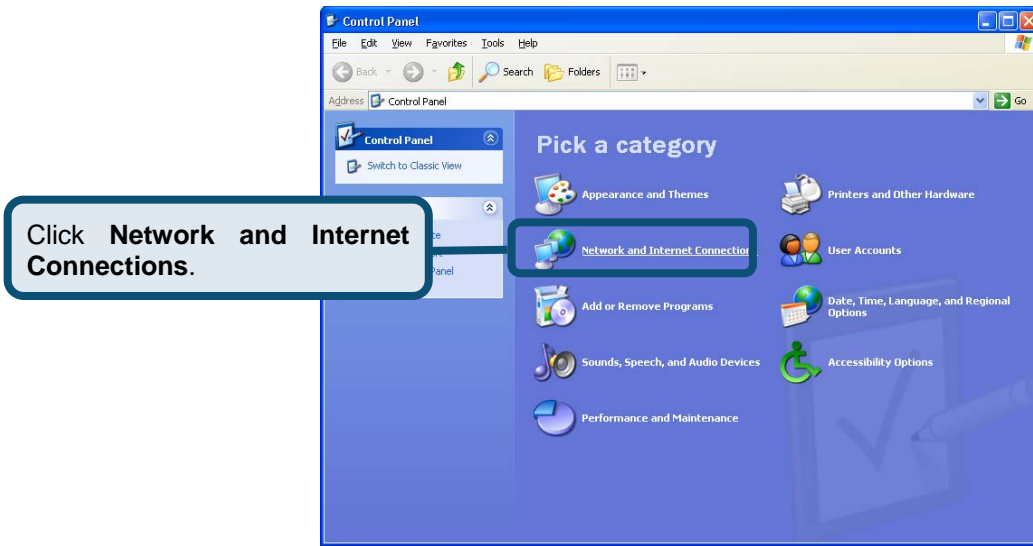 Control Panel
File Edit View Favorites Tools Help
Back Search Folders
Address Control Panel Go
Control Panel
Switch to Classic View
Pick a category
Appearance and Themes
Printers and Other Hardware
Click Network and Internet
Connections.
Network and Internet Connection
User Accounts
Panel
Add or Remove Programs
Date, Time, Language, and Regional
Options
Sounds, Speech, and Audio Devices
Accessibility Options
Performance and Maintenance